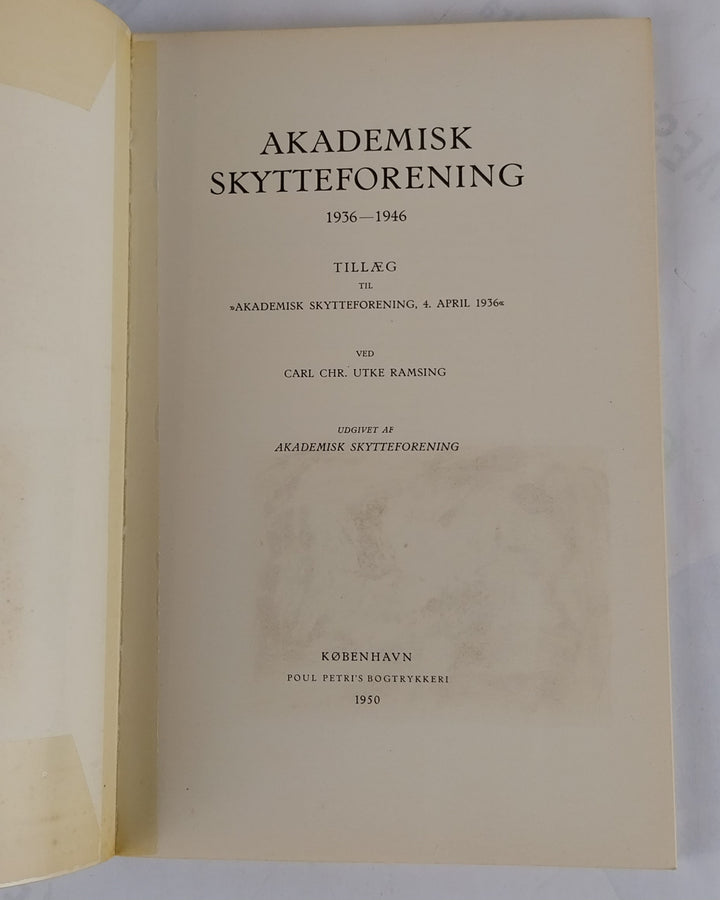 AKADEMISK
SKYTTEFORENING
1936—1946
TILLÆG
TIL
»AKADEMISK SKYTTEFORENING, 4. APRIL 1936«
VED
CARL CHR. UTKE RAMSING
UDGIVET AF
AKADEMISK SKYTTEFORENING
KØBENHAVN
POUL PETRI'S BOGTRYKKERI
1950